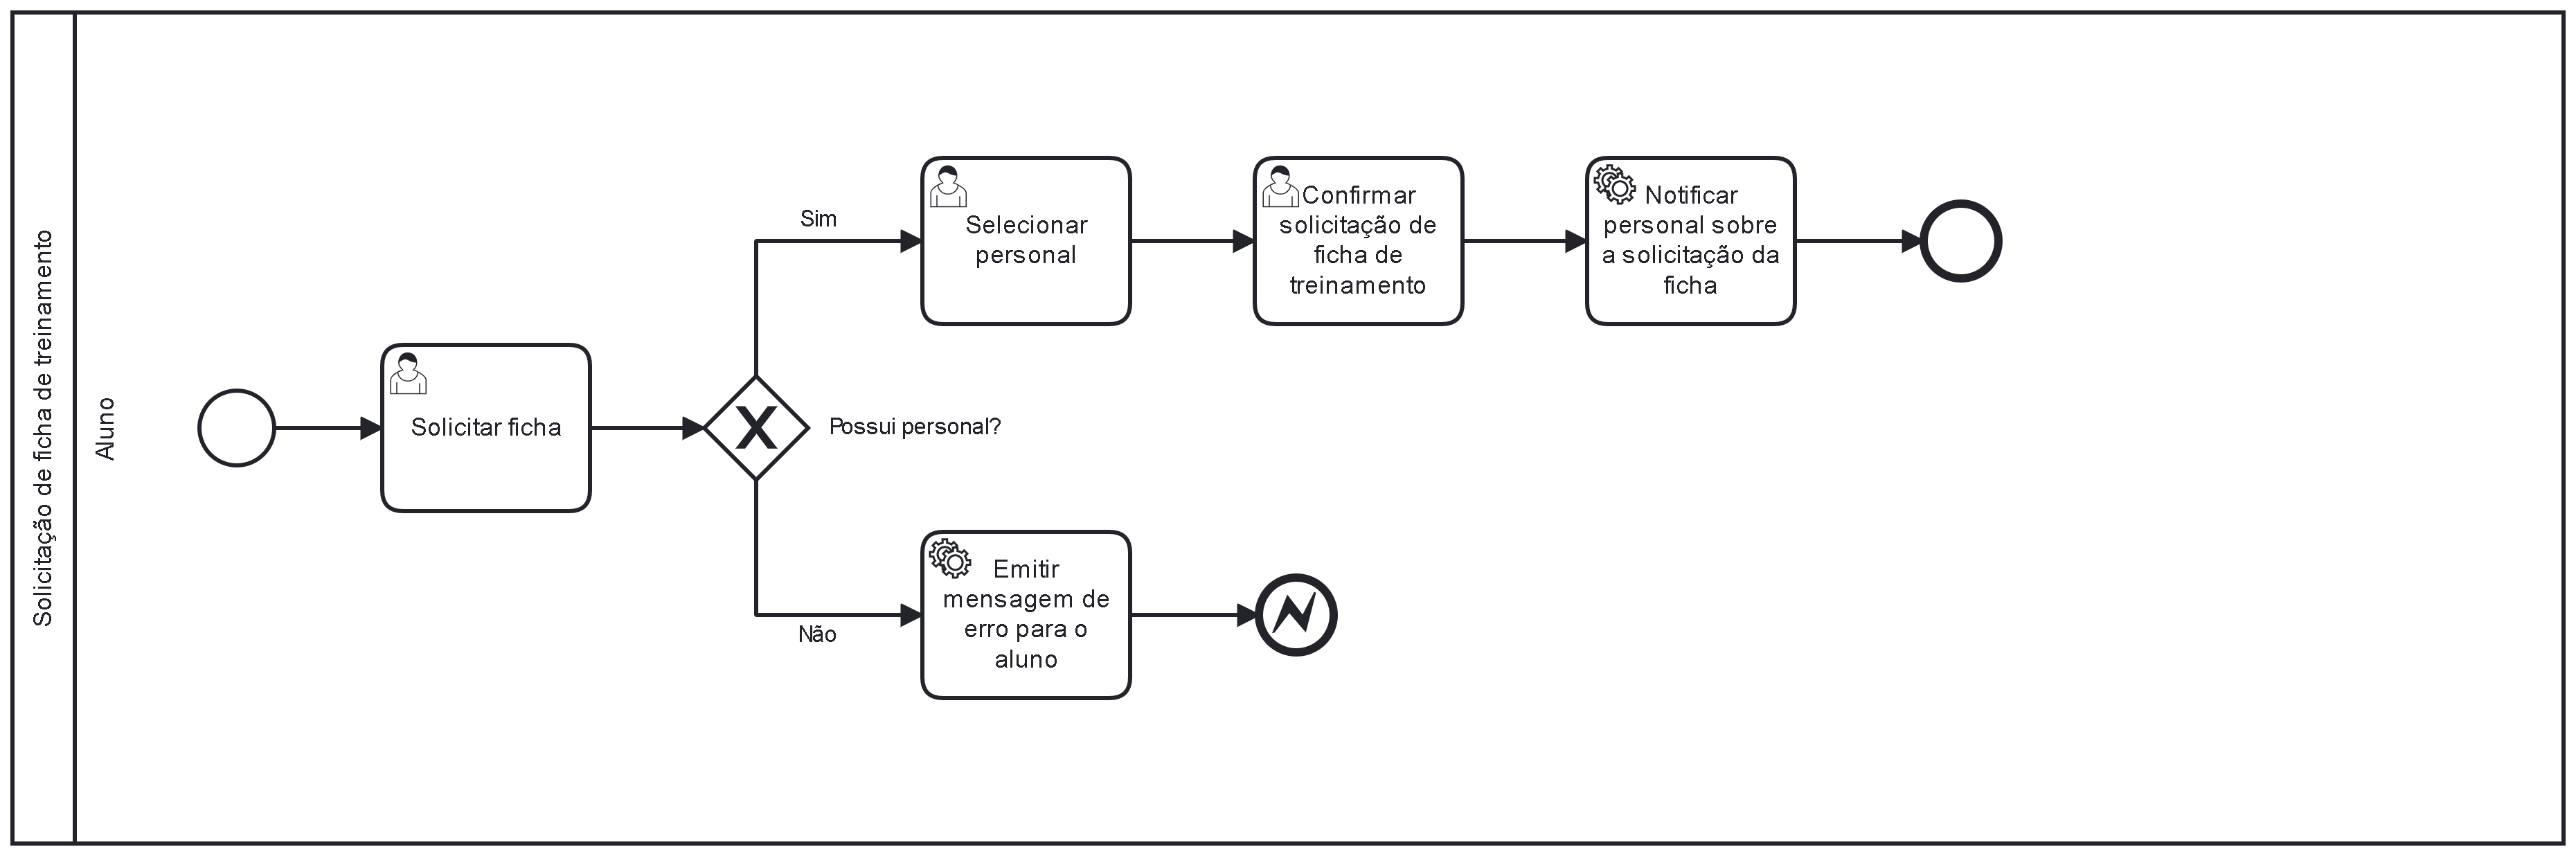 Solicitação de ficha de treinamento
Aluno
Solicitar ficha
Possui personal?
Sim
Selecionar
personal
Confirmar
solicitação de
ficha de
treinamento
Notificar
personal sobre
a solicitação da
ficha
Não
Emitir
mensagem de
erro para o
aluno